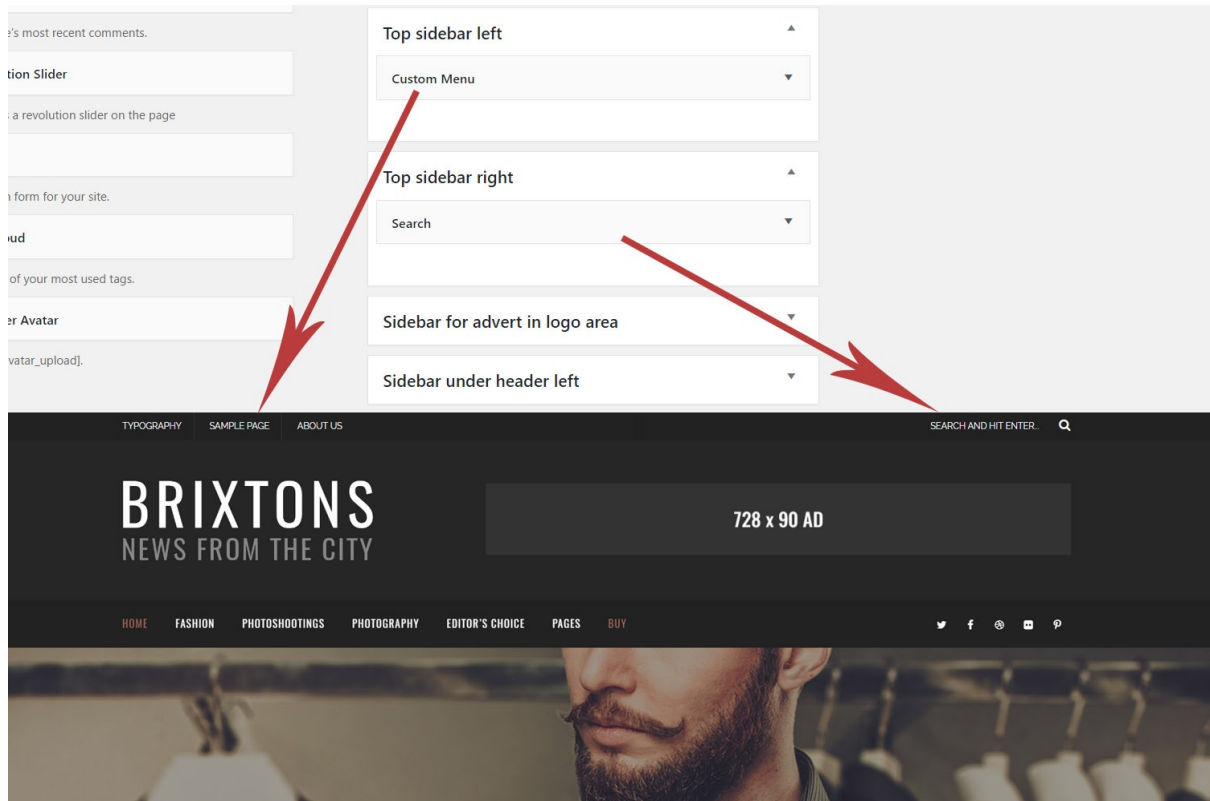 's most recent comments.
tion Slider
a revolution slider on the page
form for your site.
oud
of your most used tags.
er Avatar
vatar_upload].
Top sidebar left
Custom Menu
Top sidebar right
Search
Sidebar for advert in logo area
Sidebar under header left
TYPOGRAPHY SAMPLE PAGE ABOUT US SEARCH AND HIT ENTER..
BRIXTONS
NEWS FROM THE CITY
728 x 90 AD
HOME FASHION PHOTOSHOOTINGS PHOTOGRAPHY EDITOR'S CHOICE PAGES BUY